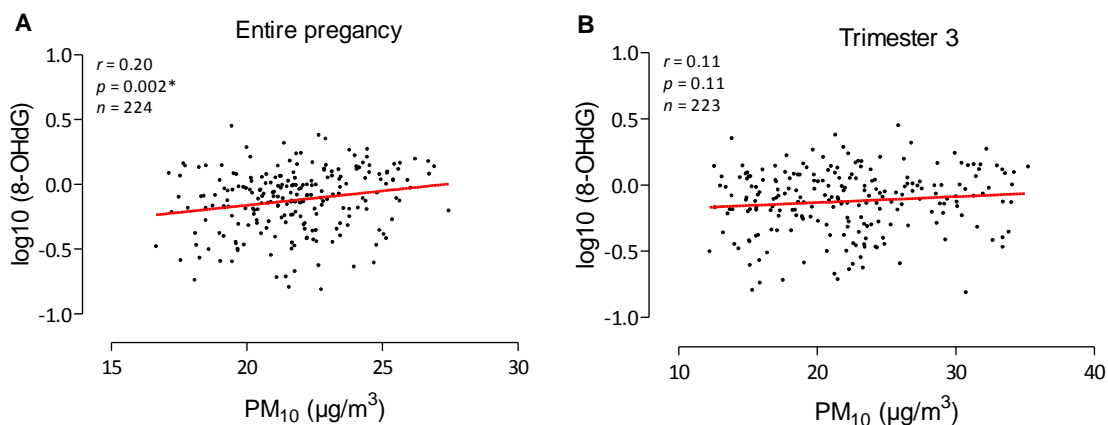 A
Entire pregancy
r = 0.20
p = 0.002*
n = 224
log10 (8-OHdG)
1.0
0.5
0.0
-0.5
-1.0
15 20 25 30
PM10 (µg/m3)
B
Trimester 3
r = 0.11
p = 0.11
n = 223
log10 (8-OHdG)
1.0
0.5
0.0
-0.5
-1.0
10 20 30 40
PM10 (µg/m3)